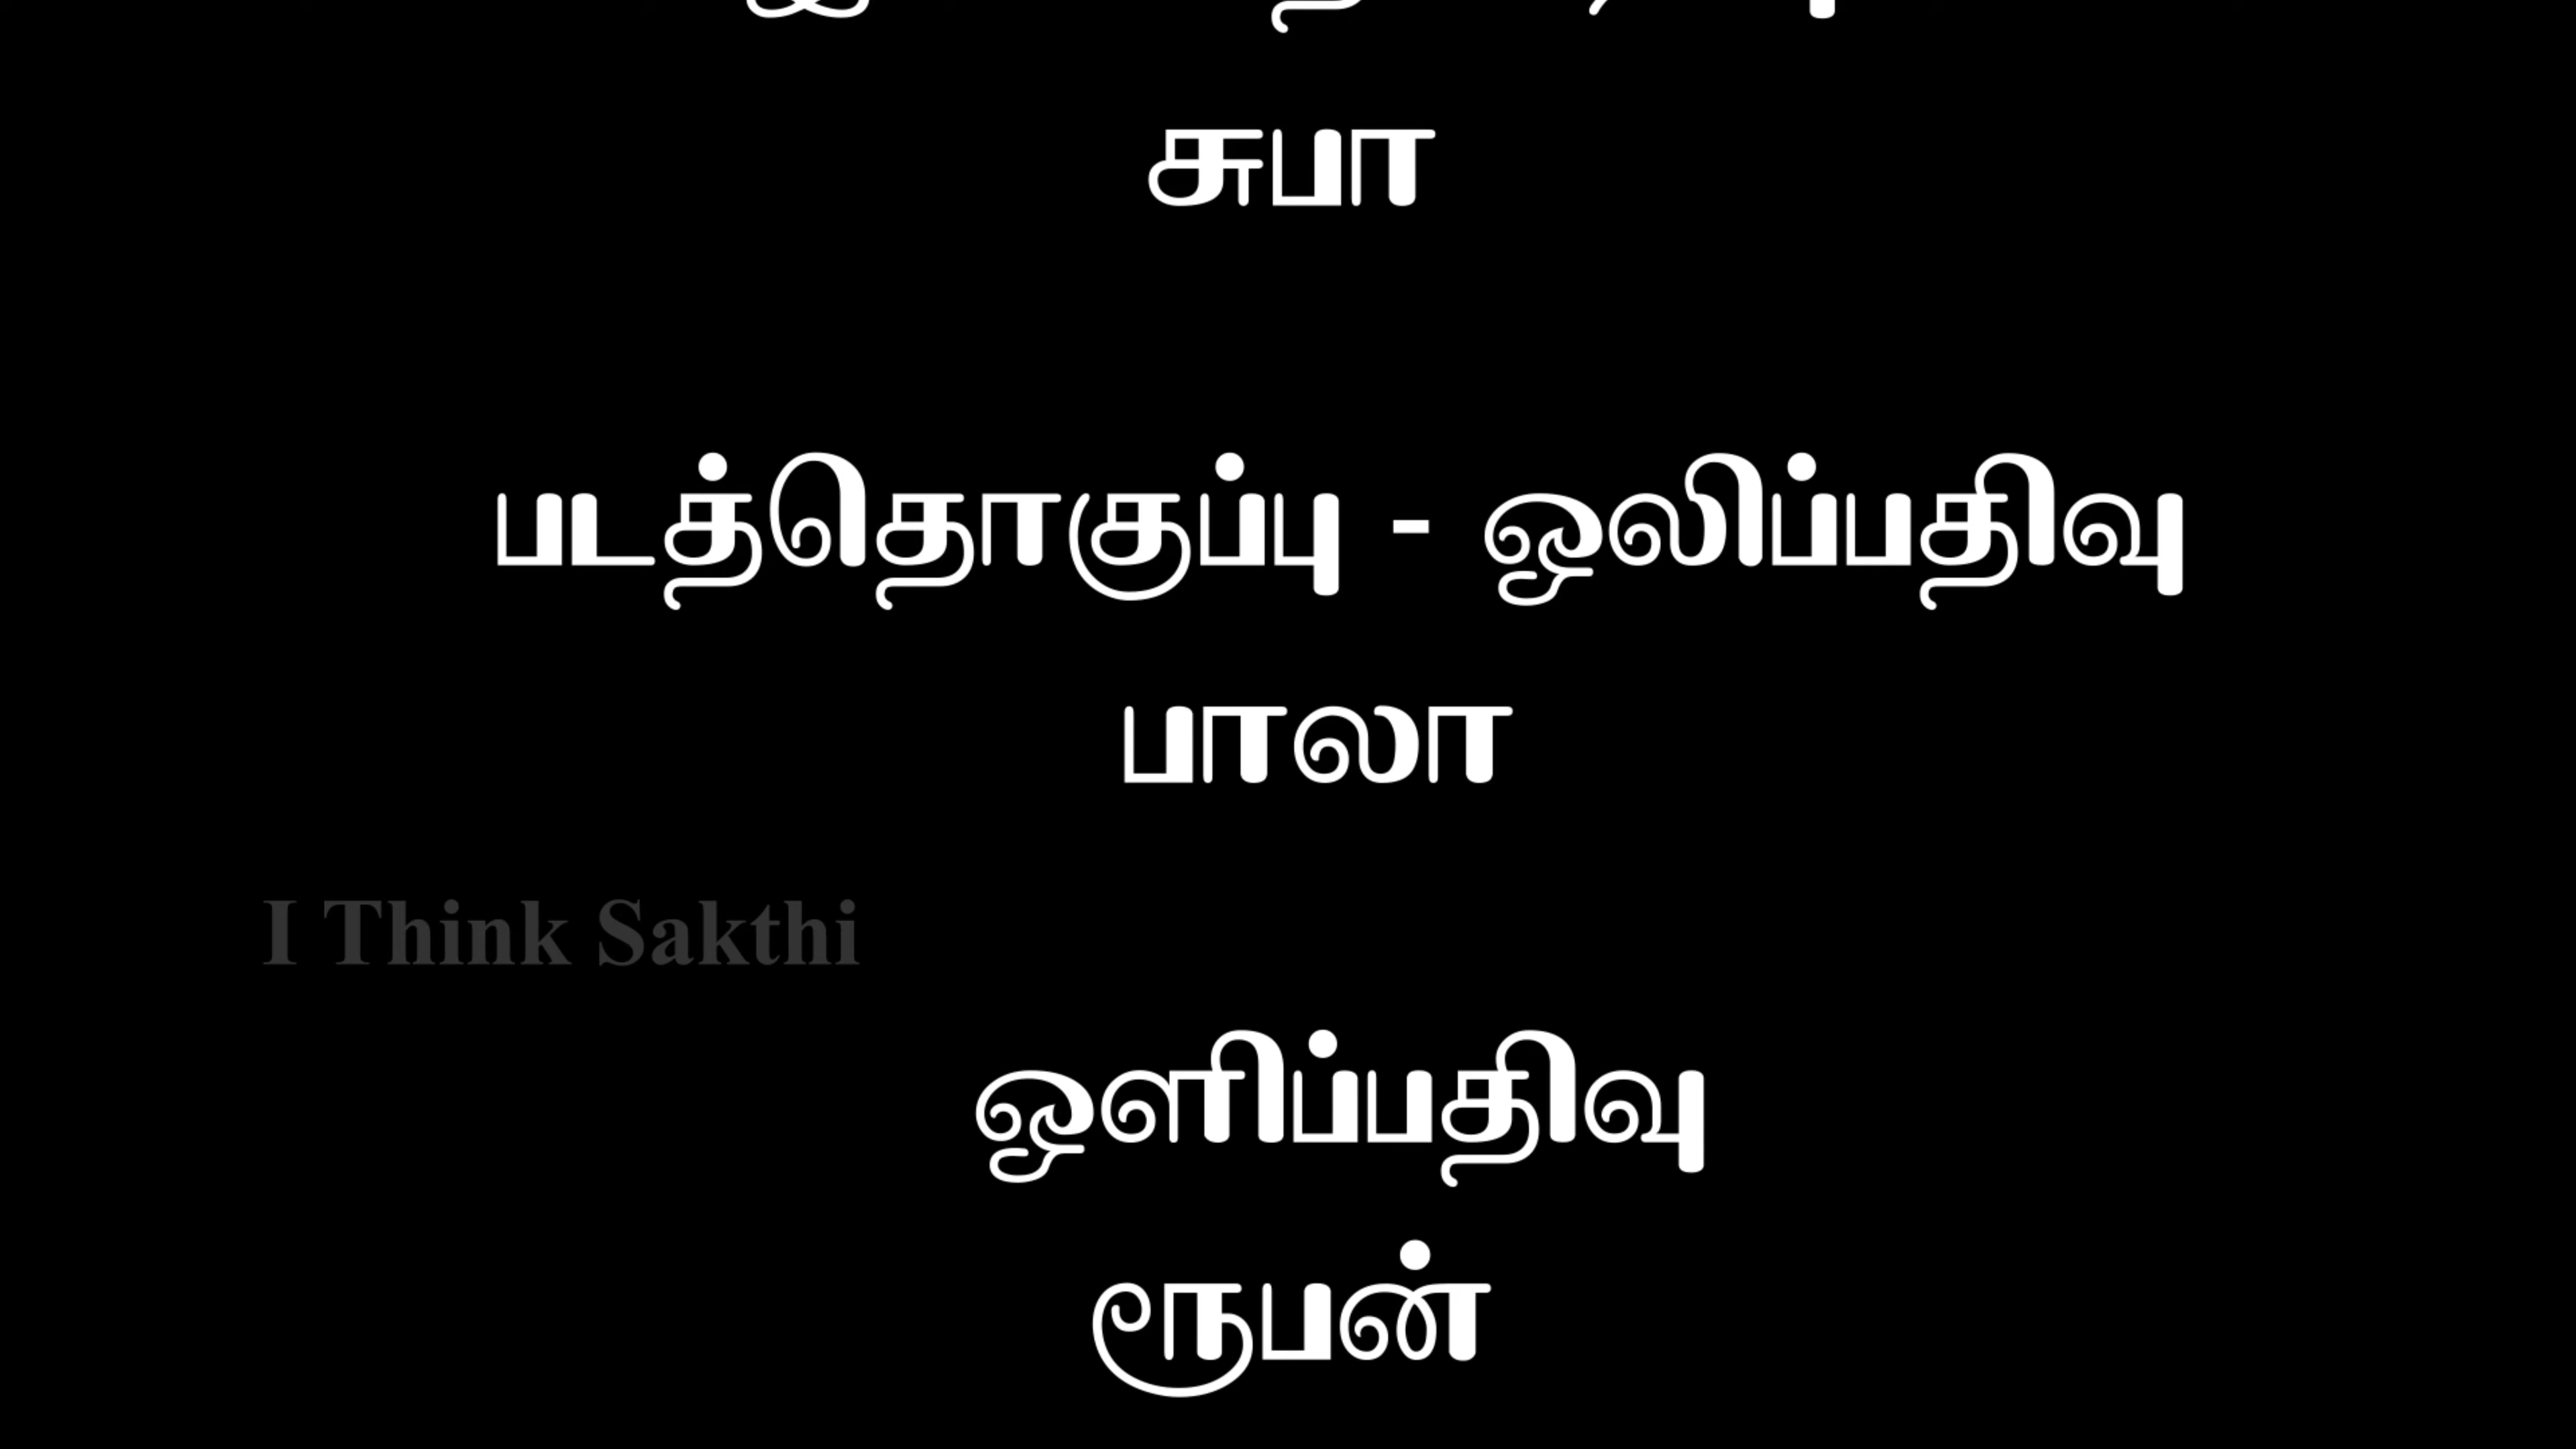 சுபா
படத்தொகுப்பு - ஒலிப்பதிவு
பாலா
I Think Sakthi
ஒளிப்பதிவு
ரூபன்